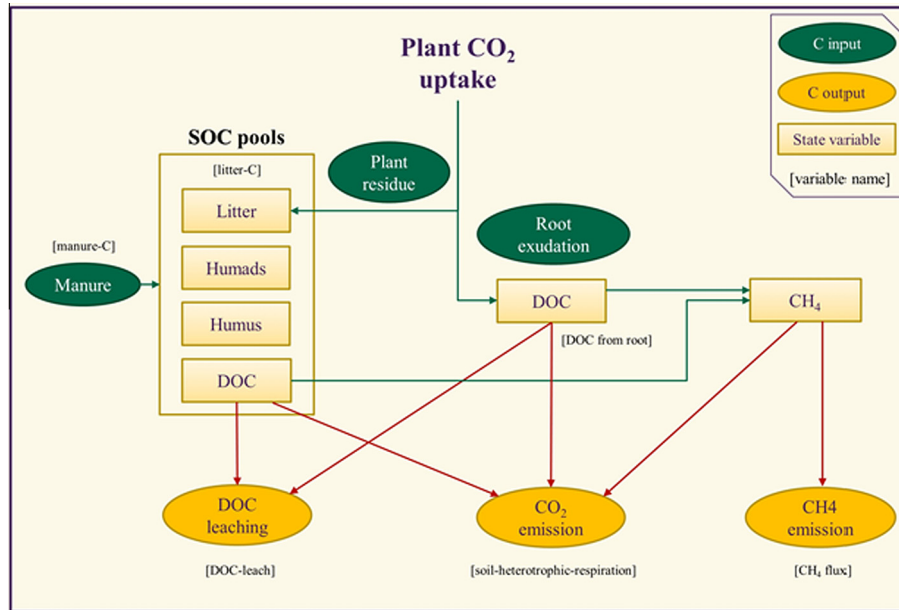 Plant CO₂
uptake
C input
C output
State variable
[variable name]
SOC pools
[litter-C]
Litter
Humads
Humus
DOC
Plant
residue
Root
exudation
[manure-C]
Manure
DOC
[DOC from root]
CH₄
DOC
leaching
[DOC-leach]
CO₂
emission
[soil-heterotrophic-respiration]
CH4
emission
[CH₄ flux]